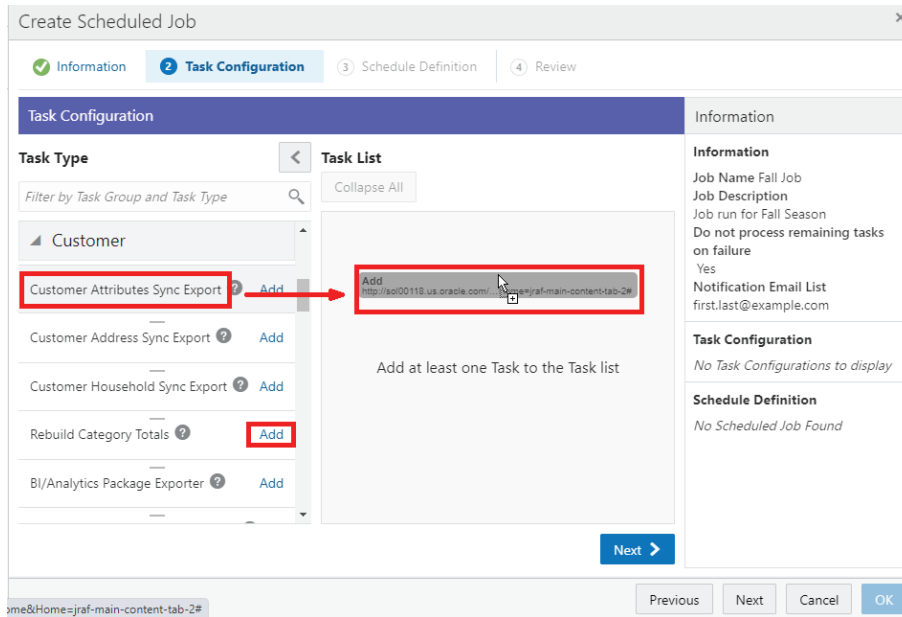 Create Scheduled Job
Information
2 Task Configuration
3 Schedule Definition
4 Review
Task Configuration
Task Type
Filter by Task Group and Task Type
Customer
Customer Attributes Sync Export ? Add
Customer Address Sync Export ? Add
Customer Household Sync Export ? Add
Rebuild Category Totals ? Add
BI/Analytics Package Exporter ? Add
Task List
Collapse All
Add
http://sol00118.us.oracle.com/...
=jraf-main-content-tab-2#
Add at least one Task to the Task list
Next
Information
Information
Job Name Fall Job
Job Description
Job run for Fall Season
Do not process remaining tasks
on failure
Yes
Notification Email List
first.last@example.com
Task Configuration
No Task Configurations to display
Schedule Definition
No Scheduled Job Found
Previous
Next
Cancel
OK
ome&Home=jraf-main-content-tab-2#